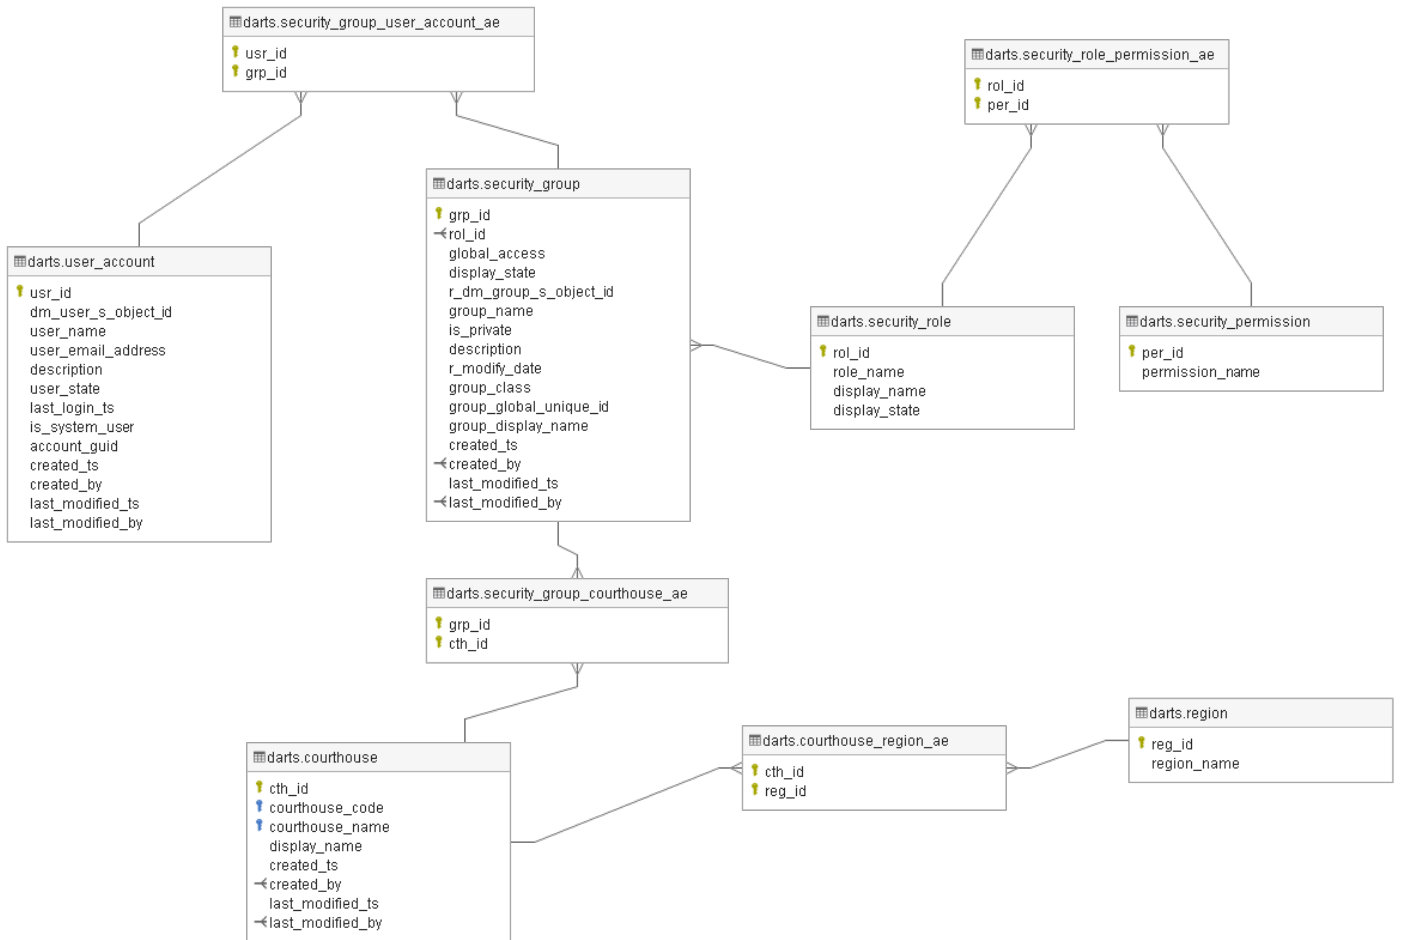 darts.security_group_user_account_ae
usr_id
grp_id
darts.security_role_permission_ae
rol_id
per_id
darts.security_group
grp_id
rol_id
global_access
display_state
r_dm_group_s_object_id
group_name
is_private
description
r_modify_date
group_class
group_global_unique_id
group_display_name
created_ts
created_by
last_modified_ts
last_modified_by
darts.user_account
usr_id
dm_user_s_object_id
user_name
user_email_address
description
user_state
last_login_ts
is_system_user
account_guid
created_ts
created_by
last_modified_ts
last_modified_by
darts.security_role
rol_id
role_name
display_name
display_state
darts.security_permission
per_id
permission_name
darts.security_group_courthouse_ae
grp_id
cth_id
darts.courthouse
cth_id
courthouse_code
courthouse_name
display_name
created_ts
created_by
last_modified_ts
last_modified_by
darts.courthouse_region_ae
cth_id
reg_id
darts.region
reg_id
region_name